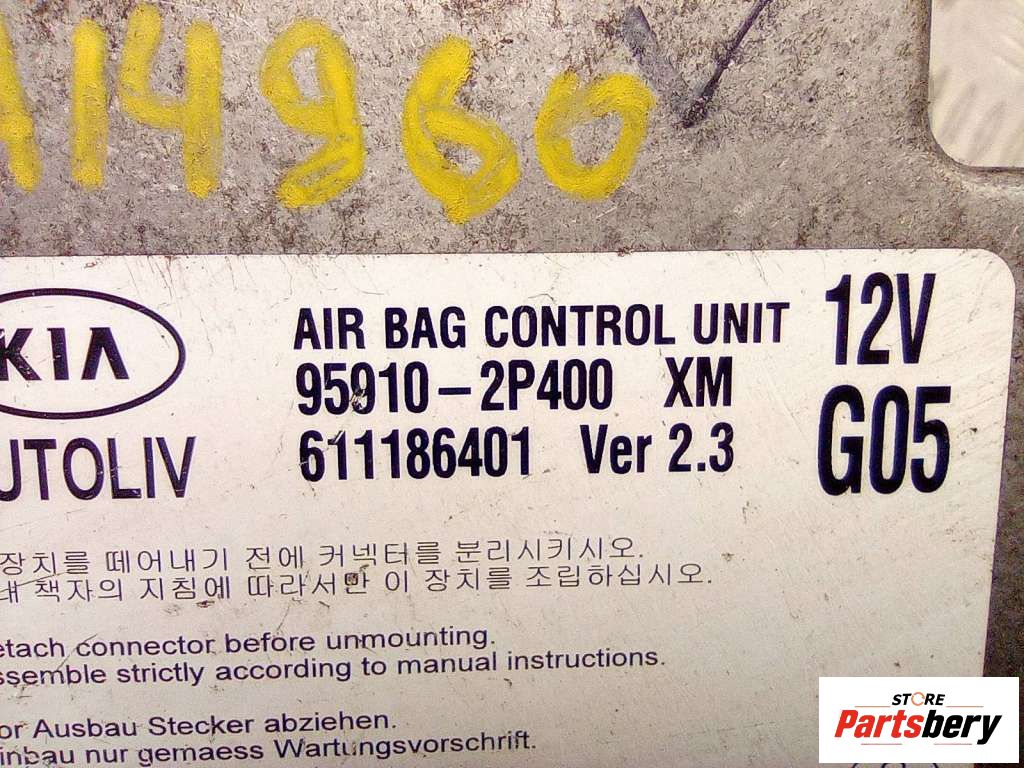 14960
KIA
AIR BAG CONTROL UNIT 12V
95910-2P400 XM
G05
AUTOLIV
611186401 Ver 2.3
장치를 떼어내기 전에 커넥터를 분리시키시오.
책자의 지침에 따라서만 이 장치를 조립하십시오.
etach connector before unmounting.
ssemble strictly according to manual instructions.
or Ausbau Stecker abziehen.
inbau nur gemaess Wartungsvorschrift.
STORE
Partsbery